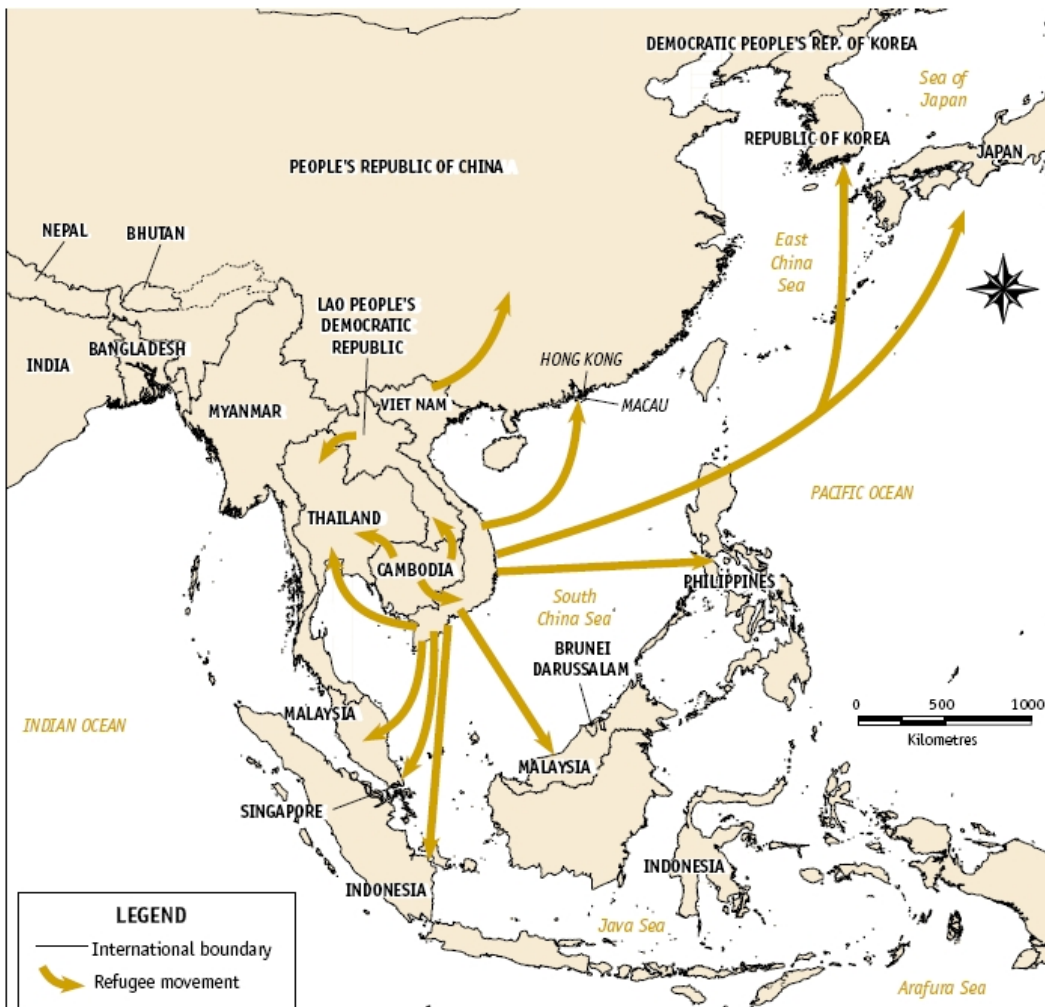 DEMOCRATIC PEOPLE'S REP. OF KOREA
Sea of
Japan
REPUBLIC OF KOREA
JAPAN
PEOPLE'S REPUBLIC OF CHINA
NEPAL
BHUTAN
East
China
Sea
LAO PEOPLE'S
DEMOCRATIC
REPUBLIC
BANGLADESH
INDIA
HONG KONG
MACAU
VIET NAM
MYANMAR
PACIFIC OCEAN
THAILAND
CAMBODIA
PHILIPPINES
South
China Sea
BRUNEI
DARUSSALAM
INDIAN OCEAN
MALAYSIA
0 500 1000
Kilometres
MALAYSIA
SINGAPORE
INDONESIA
INDONESIA
Java Sea
Arafura Sea
LEGEND
International boundary
Refugee movement